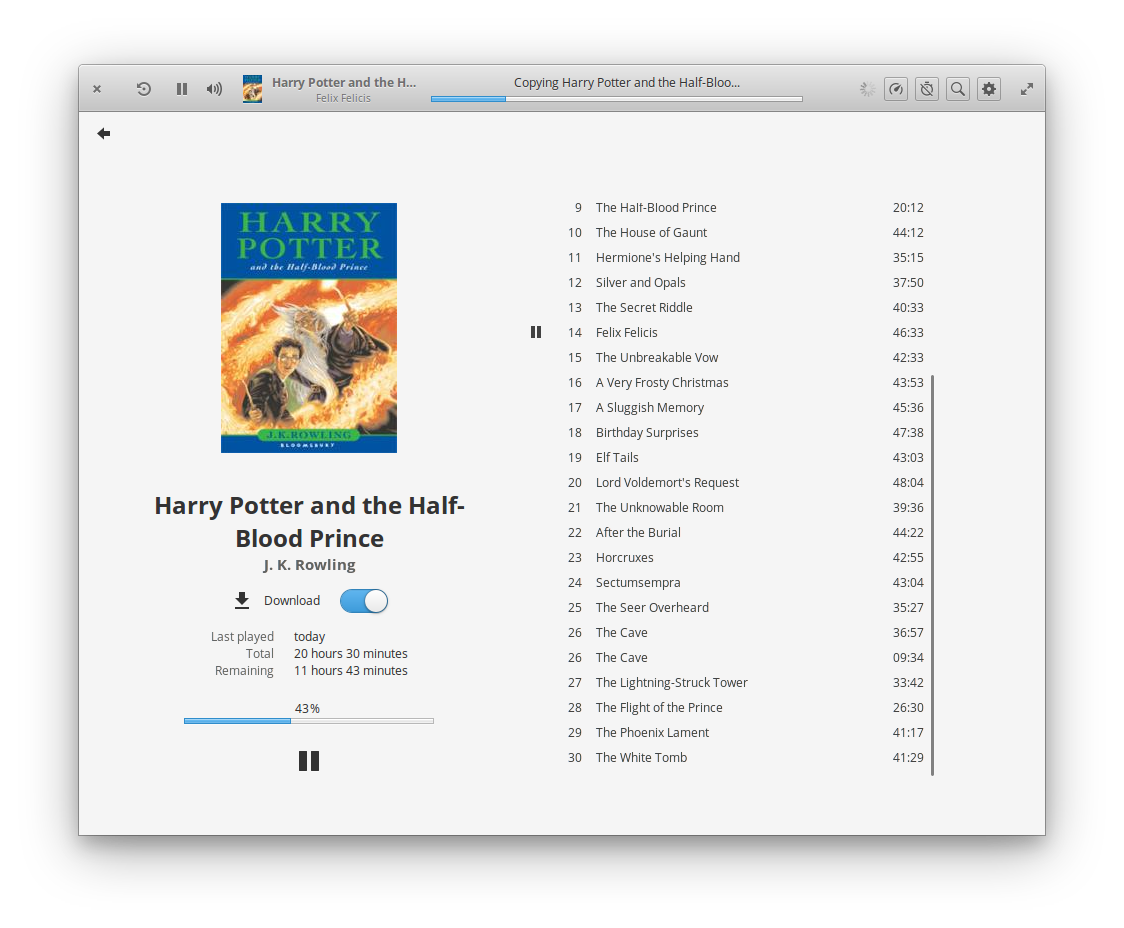 Harry Potter and the H...
Felix Felicis
Copying Harry Potter and the Half-Bloo...
HARRY
POTTER
and the Half-Blood Prince
J.K.ROWLING
BLOOMSBURY
Harry Potter and the Half-
Blood Prince
J. K. Rowling
Download
Last played today
Total 20 hours 30 minutes
Remaining 11 hours 43 minutes
43%
9 The Half-Blood Prince 20:12
10 The House of Gaunt 44:12
11 Hermione's Helping Hand 35:15
12 Silver and Opals 37:50
13 The Secret Riddle 40:33
14 Felix Felicis 46:33
15 The Unbreakable Vow 42:33
16 A Very Frosty Christmas 43:53
17 A Sluggish Memory 45:36
18 Birthday Surprises 47:38
19 Elf Tails 43:03
20 Lord Voldemort's Request 48:04
21 The Unknowable Room 39:36
22 After the Burial 44:22
23 Horcruxes 42:55
24 Sectumsempra 43:04
25 The Seer Overheard 35:27
26 The Cave 36:57
26 The Cave 09:34
27 The Lightning-Struck Tower 33:42
28 The Flight of the Prince 26:30
29 The Phoenix Lament 41:17
30 The White Tomb 41:29